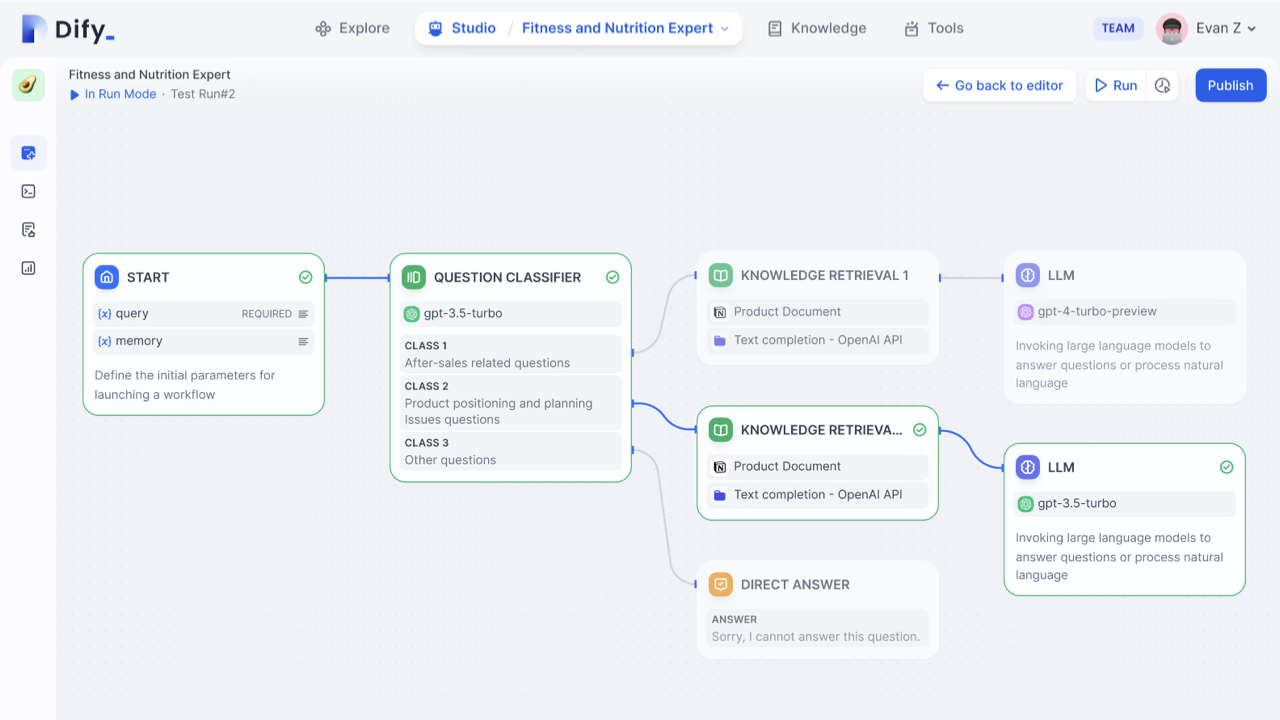 Dify_
Explore
Studio / Fitness and Nutrition Expert
Knowledge
Tools
TEAM
Evan Z
Fitness and Nutrition Expert
In Run Mode · Test Run#2
Go back to editor
Run
Publish
START
{x} query REQUIRED
{x} memory
Define the initial parameters for
launching a workflow
QUESTION CLASSIFIER
gpt-3.5-turbo
CLASS 1
After-sales related questions
CLASS 2
Product positioning and planning
Issues questions
CLASS 3
Other questions
KNOWLEDGE RETRIEVAL 1
Product Document
Text completion - OpenAI API
LLM
gpt-4-turbo-preview
Invoking large language models to
answer questions or process natural
language
KNOWLEDGE RETRIEVA...
Product Document
Text completion - OpenAI API
LLM
gpt-3.5-turbo
Invoking large language models to
answer questions or process natural
language
DIRECT ANSWER
ANSWER
Sorry, I cannot answer this question.